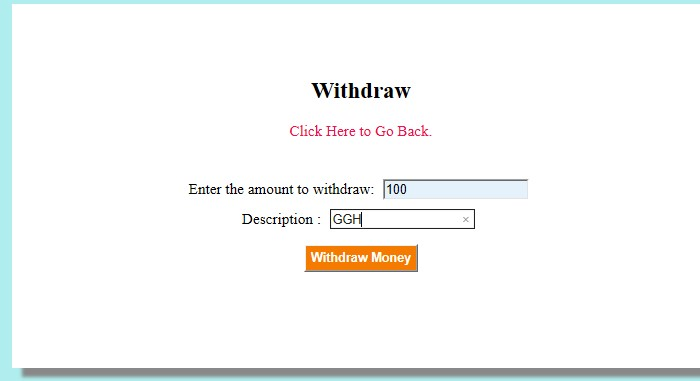 Withdraw
Click Here to Go Back.
Enter the amount to withdraw: 100
Description : GGH ×
Withdraw Money